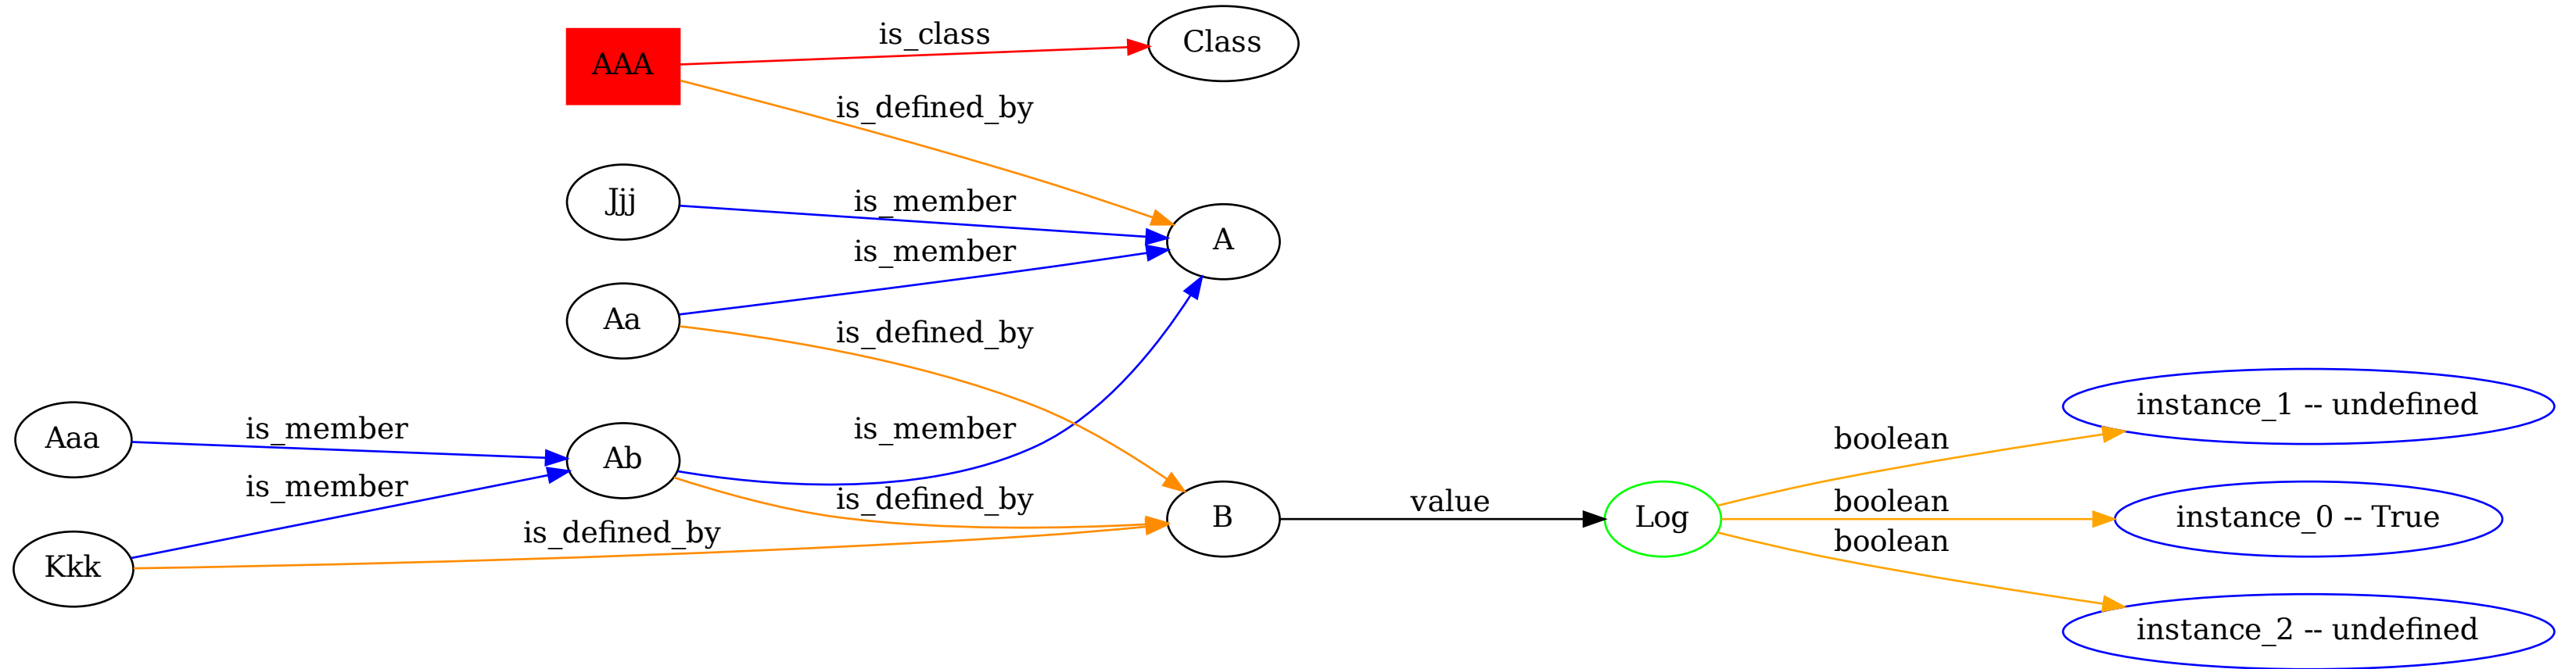 AAA
is_class
Class
is_defined_by
Jjj
is_member
A
is_member
Aa
is_defined_by
Aaa
is_member
Ab
is_member
is_member
is_defined_by
Kkk
is_defined_by
B
value
Log
boolean
instance_1 -- undefined
boolean
instance_0 -- True
boolean
instance_2 -- undefined